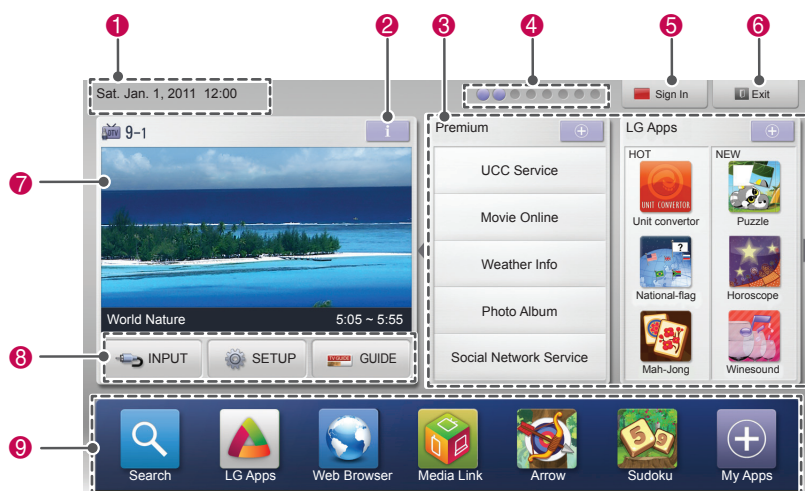 1
2
3
4
5
6
Sat. Jan. 1, 2011 12:00
Sign In
Exit
DTV 9-1
i
Premium
LG Apps
HOT
NEW
7
UCC Service
UNIT CONVERTOR
Unit convertor
Puzzle
Movie Online
Weather Info
?
National-flag
Horoscope
Photo Album
World Nature 5:05 ~ 5:55
8
INPUT
SETUP
TV GUIDE
GUIDE
Social Network Service
Mah-Jong
Winesound
9
5 9
Search
LG Apps
Web Browser
Media Link
Arrow
Sudoku
My Apps